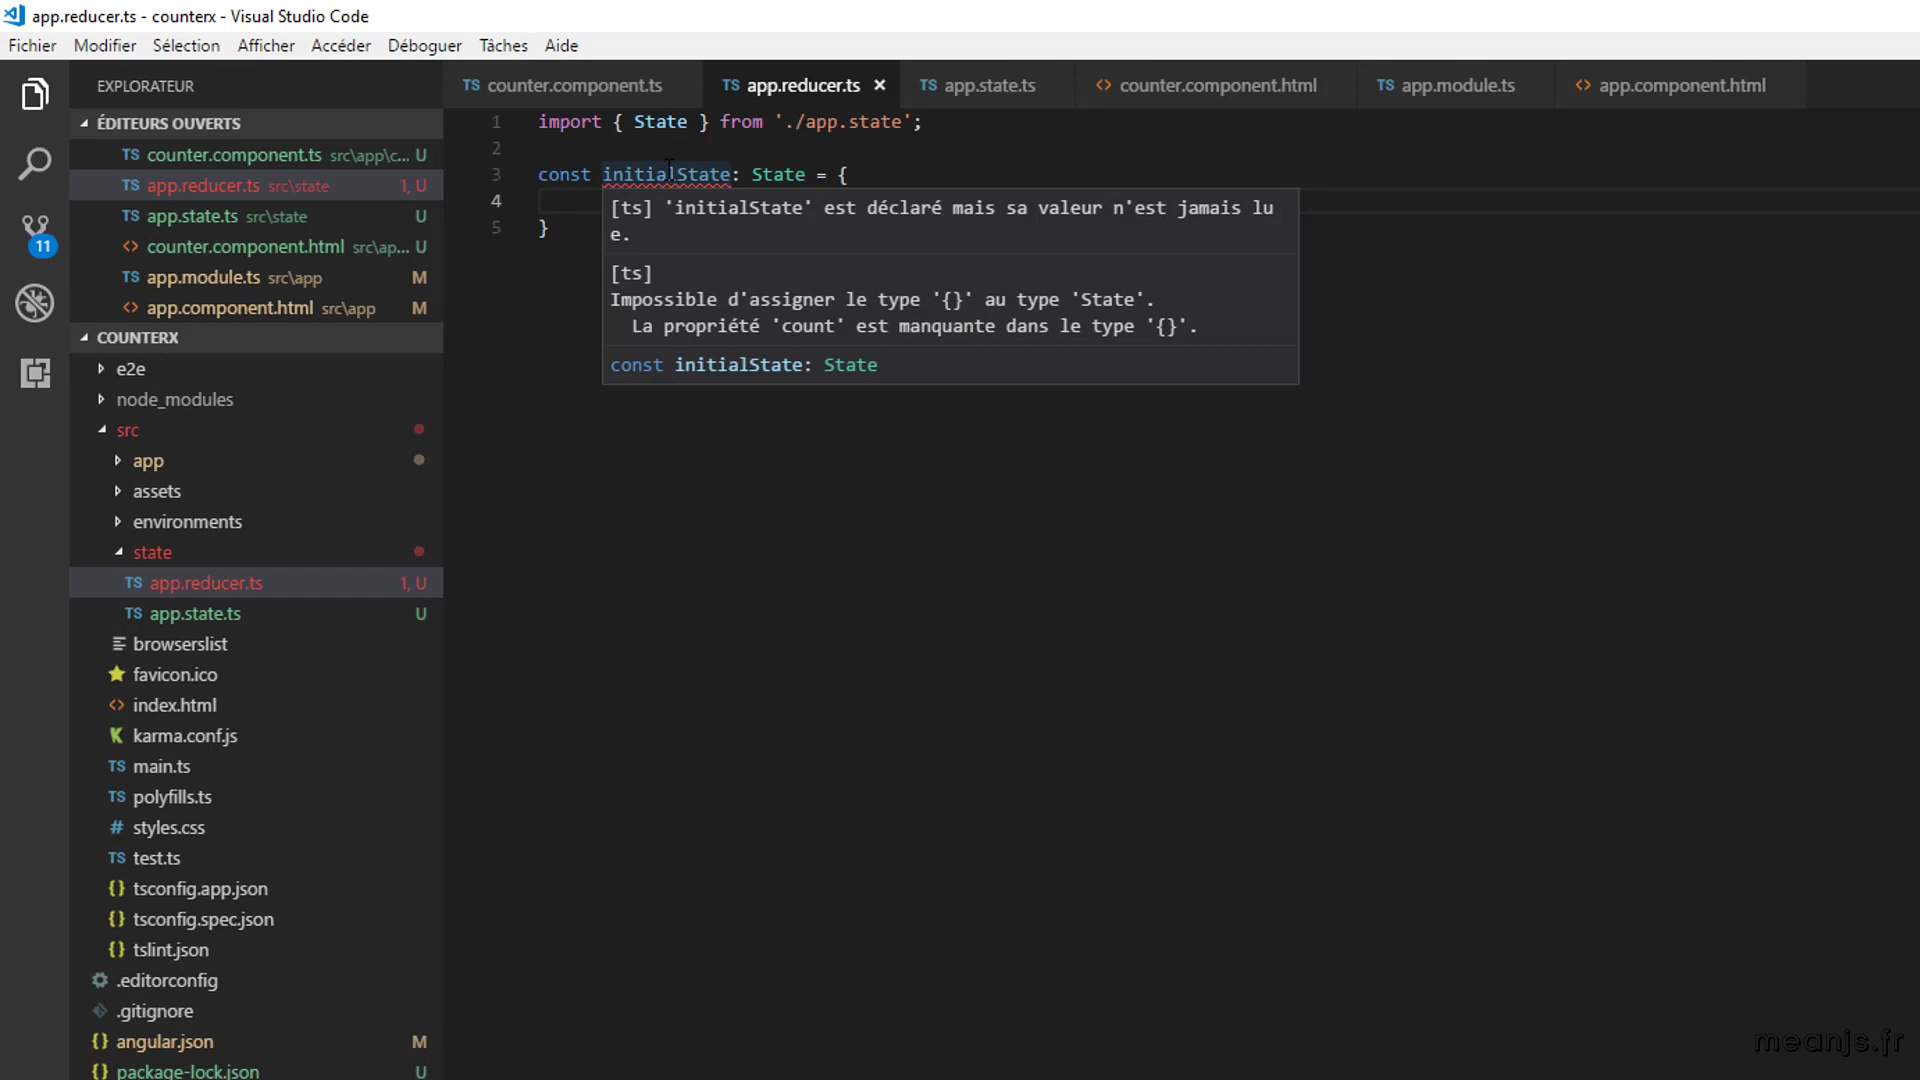 app.reducer.ts - counterx - Visual Studio Code
Fichier Modifier Sélection Afficher Accéder Déboguer Tâches Aide
EXPLORATEUR
ÉDITEURS OUVERTS
TS counter.component.ts src\app\c... U
TS app.reducer.ts src\state 1, U
TS app.state.ts src\state U
<> counter.component.html src\ap... U
TS app.module.ts src\app M
<> app.component.html src\app M
COUNTERX
e2e
node_modules
src
app
assets
environments
state
TS app.reducer.ts 1, U
TS app.state.ts U
browserslist
favicon.ico
<> index.html
karma.conf.js
TS main.ts
TS polyfills.ts
# styles.css
TS test.ts
{} tsconfig.app.json
{} tsconfig.spec.json
{} tslint.json
.editorconfig
.gitignore
{} angular.json M
{} package-lock.json U
11
TS counter.component.ts TS app.reducer.ts × TS app.state.ts <> counter.component.html TS app.module.ts <> app.component.html
1 import { State } from './app.state';
2
3 const initialState: State = {
4
5 }
[ts] 'initialState' est déclaré mais sa valeur n'est jamais lu
e.
[ts]
Impossible d'assigner le type '{}' au type 'State'.
La propriété 'count' est manquante dans le type '{}'.
const initialState: State
meanjs.fr